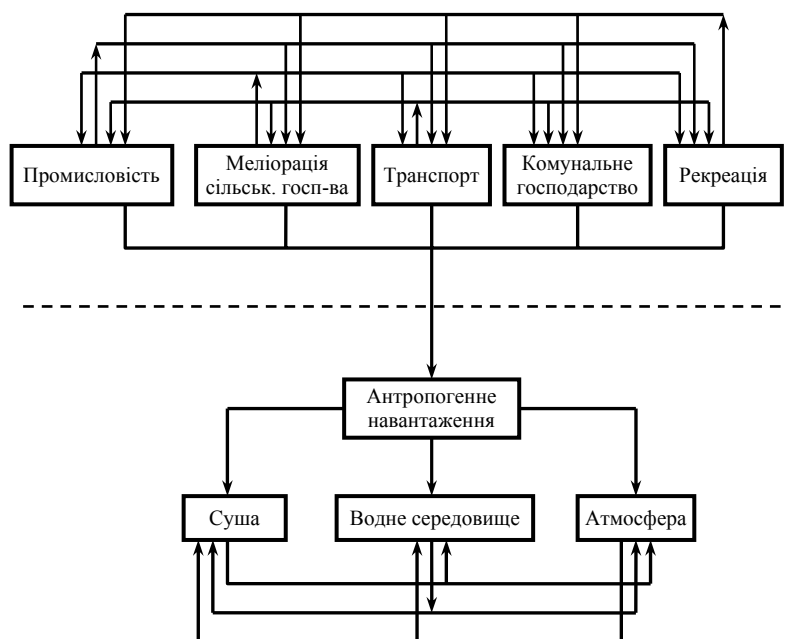 Промисловість
Меліорація
сільськ. госп-ва
Транспорт
Комунальне
господарство
Рекреація
Антропогенне
навантаження
Суша
Водне середовище
Атмосфера